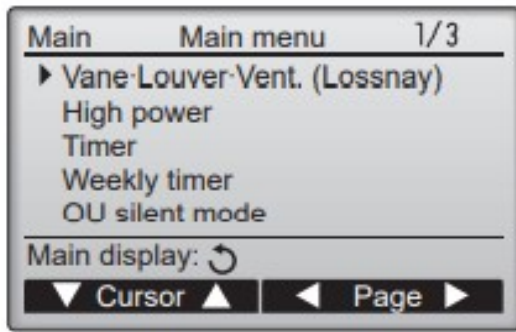 Main Main menu 1/3
Vane·Louver·Vent. (Lossnay)
High power
Timer
Weekly timer
OU silent mode
Main display:
Cursor Page